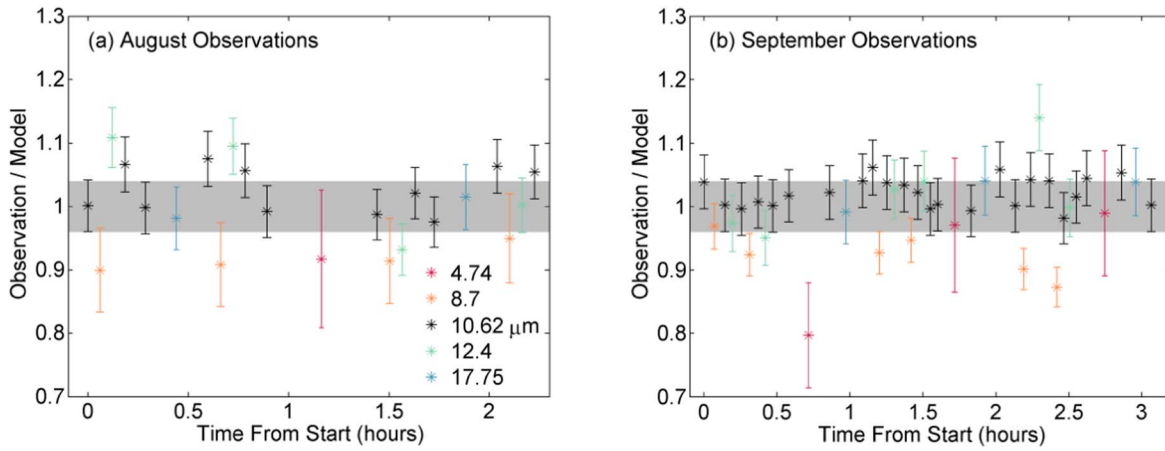 (a) August Observations
Observation / Model
1.3
1.2
1.1
1
0.9
0.8
0.7
4.74
8.7
10.62 μm
12.4
17.75
0 0.5 1 1.5 2
Time From Start (hours)
(b) September Observations
Observation / Model
1.3
1.2
1.1
1
0.9
0.8
0.7
0 0.5 1 1.5 2 2.5 3
Time From Start (hours)